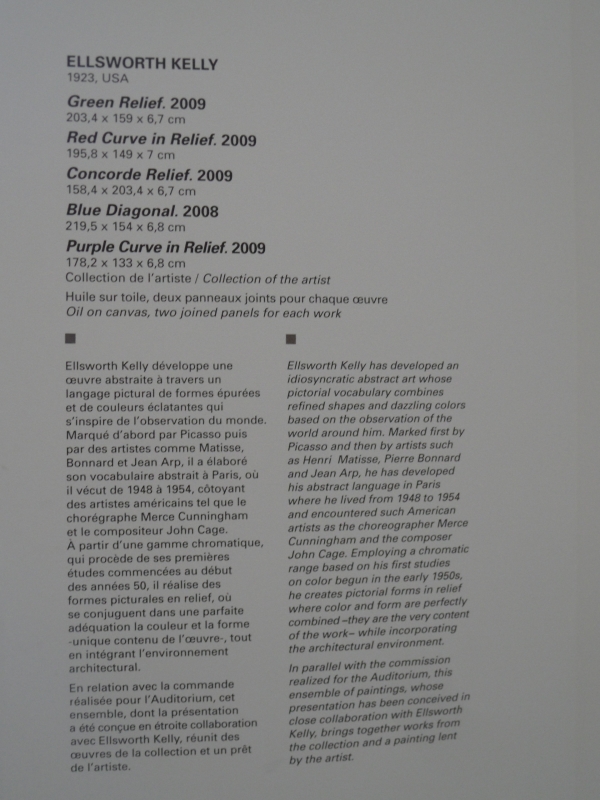 ELLSWORTH KELLY
1923, USA
Green Relief. 2009
203,4 x 159 x 6,7 cm
Red Curve in Relief. 2009
195,8 x 149 x 7 cm
Concorde Relief. 2009
158,4 x 203,4 x 6,7 cm
Blue Diagonal. 2008
219,5 x 154 x 6,8 cm
Purple Curve in Relief. 2009
178,2 x 133 x 6,8 cm
Collection de l'artiste / Collection of the artist
Huile sur toile, deux panneaux joints pour chaque œuvre
Oil on canvas, two joined panels for each work
Ellsworth Kelly développe une
œuvre abstraite à travers un
langage pictural de formes épurées
et de couleurs éclatantes qui
s'inspire de l'observation du monde.
Marqué d'abord par Picasso puis
par des artistes comme Matisse,
Bonnard et Jean Arp, il a élaboré
son vocabulaire abstrait à Paris, où
il vécut de 1948 à 1954, côtoyant
des artistes américains tel que le
chorégraphe Merce Cunningham
et le compositeur John Cage.
À partir d'une gamme chromatique,
qui procède de ses premières
études commencées au début
des années 50, il réalise des
formes picturales en relief, où
se conjuguent dans une parfaite
adéquation la couleur et la forme
-unique contenu de l'œuvre-, tout
en intégrant l'environnement
architectural.
En relation avec la commande
réalisée pour l'Auditorium, cet
ensemble, dont la présentation
a été conçue en étroite collaboration
avec Ellsworth Kelly, réunit des
œuvres de la collection et un prêt
de l'artiste.
Ellsworth Kelly has developed an
idiosyncratic abstract art whose
pictorial vocabulary combines
refined shapes and dazzling colors
based on the observation of the
world around him. Marked first by
Picasso and then by artists such
as Henri Matisse, Pierre Bonnard
and Jean Arp, he has developed
his abstract language in Paris
where he lived from 1948 to 1954
and encountered such American
artists as the choreographer Merce
Cunningham and the composer
John Cage. Employing a chromatic
range based on his first studies
on color begun in the early 1950s,
he creates pictorial forms in relief
where color and form are perfectly
combined –they are the very content
of the work– while incorporating
the architectural environment.
In parallel with the commission
realized for the Auditorium, this
ensemble of paintings, whose
presentation has been conceived in
close collaboration with Ellsworth
Kelly, brings together works from
the collection and a painting lent
by the artist.